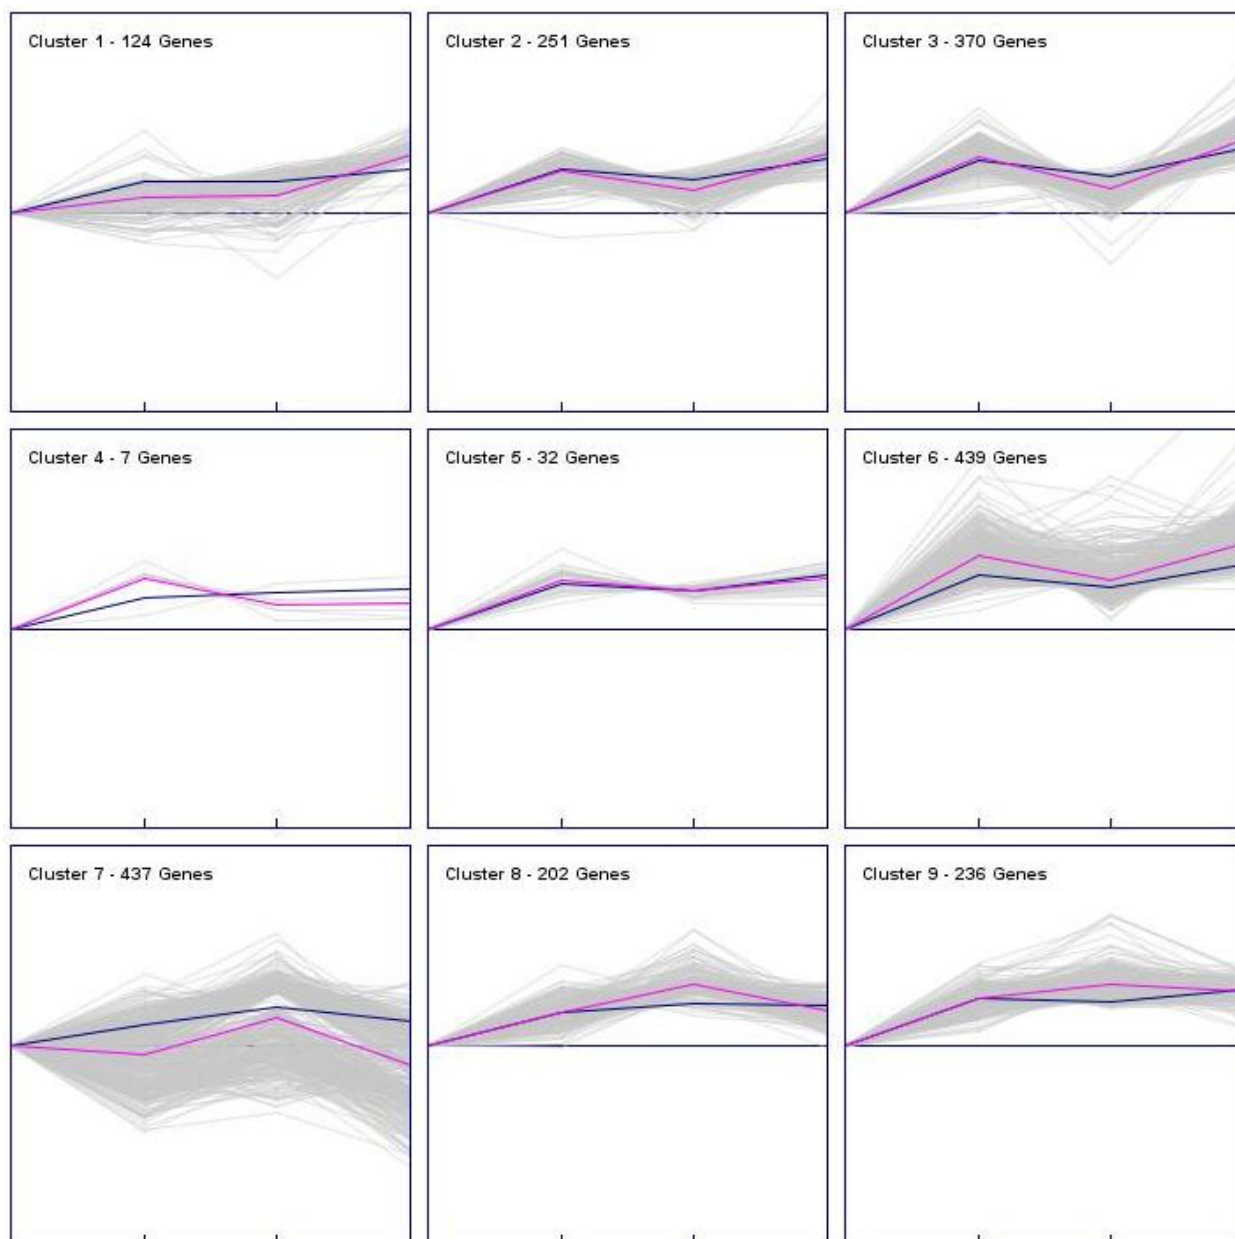 Cluster 1 - 124 Genes
Cluster 2 - 251 Genes
Cluster 3 - 370 Genes
Cluster 4 - 7 Genes
Cluster 5 - 32 Genes
Cluster 6 - 439 Genes
Cluster 7 - 437 Genes
Cluster 8 - 202 Genes
Cluster 9 - 236 Genes